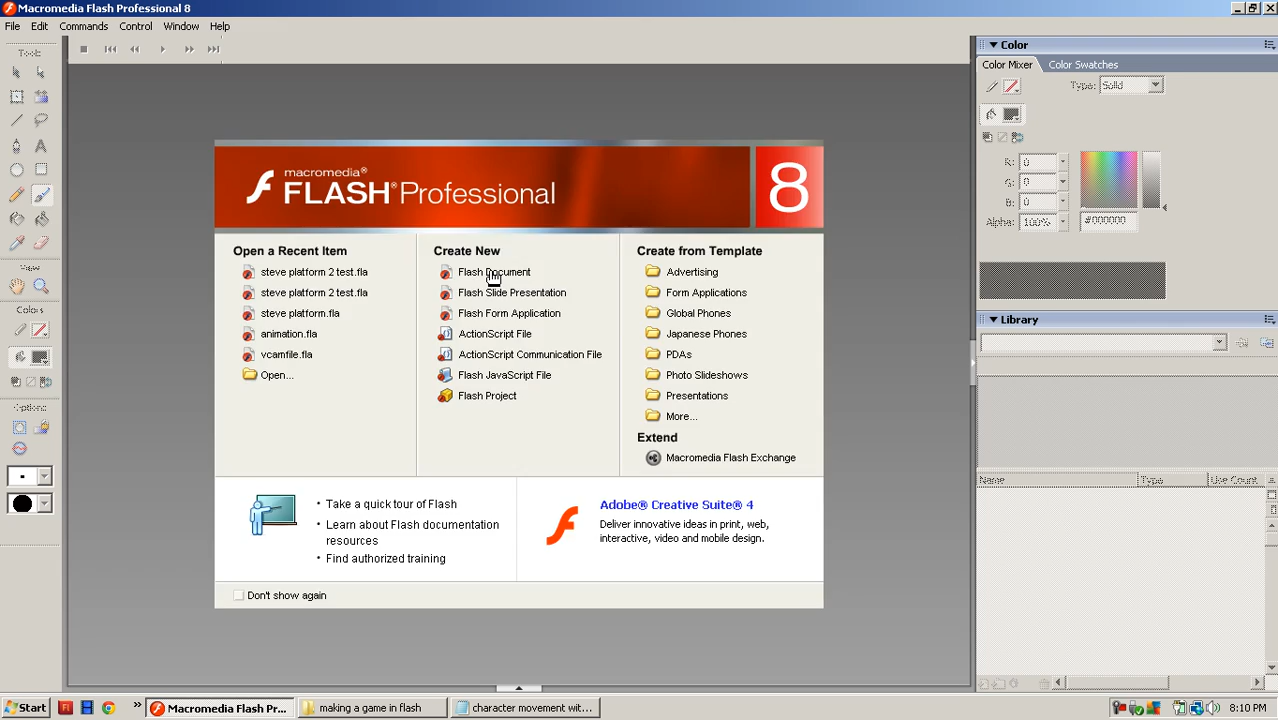 Macromedia Flash Professional 8
File Edit Commands Control Window Help
Tools
Colors
Options
macromedia®
FLASH® Professional
8
Open a Recent Item
steve platform 2 test.fla
steve platform 2 test.fla
steve platform.fla
animation.fla
vcamfile.fla
Open...
Create New
Flash Document
Flash Slide Presentation
Flash Form Application
ActionScript File
ActionScript Communication File
Flash JavaScript File
Flash Project
Create from Template
Advertising
Form Applications
Global Phones
Japanese Phones
PDAs
Photo Slideshows
Presentations
More...
Extend
Macromedia Flash Exchange
• Take a quick tour of Flash
• Learn about Flash documentation
resources
• Find authorized training
Adobe® Creative Suite® 4
Deliver innovative ideas in print, web,
interactive, video and mobile design.
Don't show again
Color
Color Mixer Color Swatches
Type: Solid
R: 0
G: 0
B: 0
Alpha: 100% #000000
Library
Name Type Use Count
Start Macromedia Flash Pr... making a game in flash character movement wit... 8:10 PM